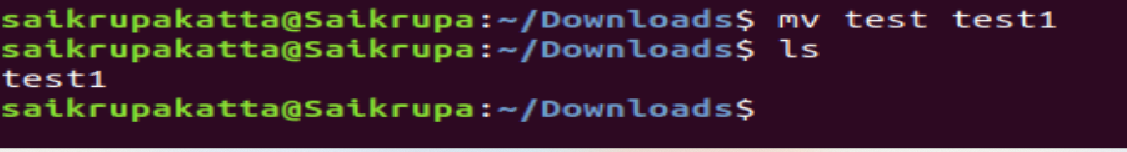 saikrupakatta@Saikrupa:~/Downloads$ mv test test1
saikrupakatta@Saikrupa:~/Downloads$ ls
test1
saikrupakatta@Saikrupa:~/Downloads$